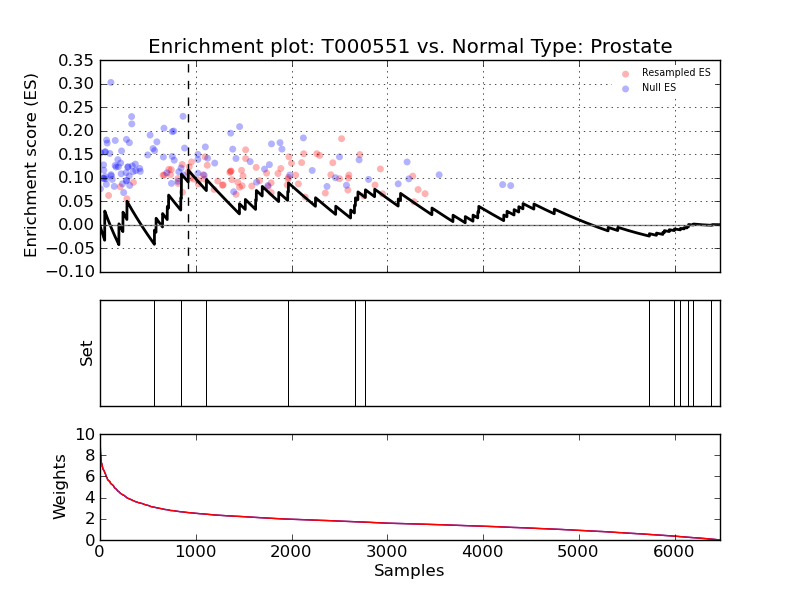 Enrichment plot: T000551 vs. Normal Type: Prostate
Enrichment score (ES)
0.35
0.30
0.25
0.20
0.15
0.10
0.05
0.00
−0.05
−0.10
Resampled ES
Null ES
Set
Weights
10
8
6
4
2
0
0 1000 2000 3000 4000 5000 6000
Samples